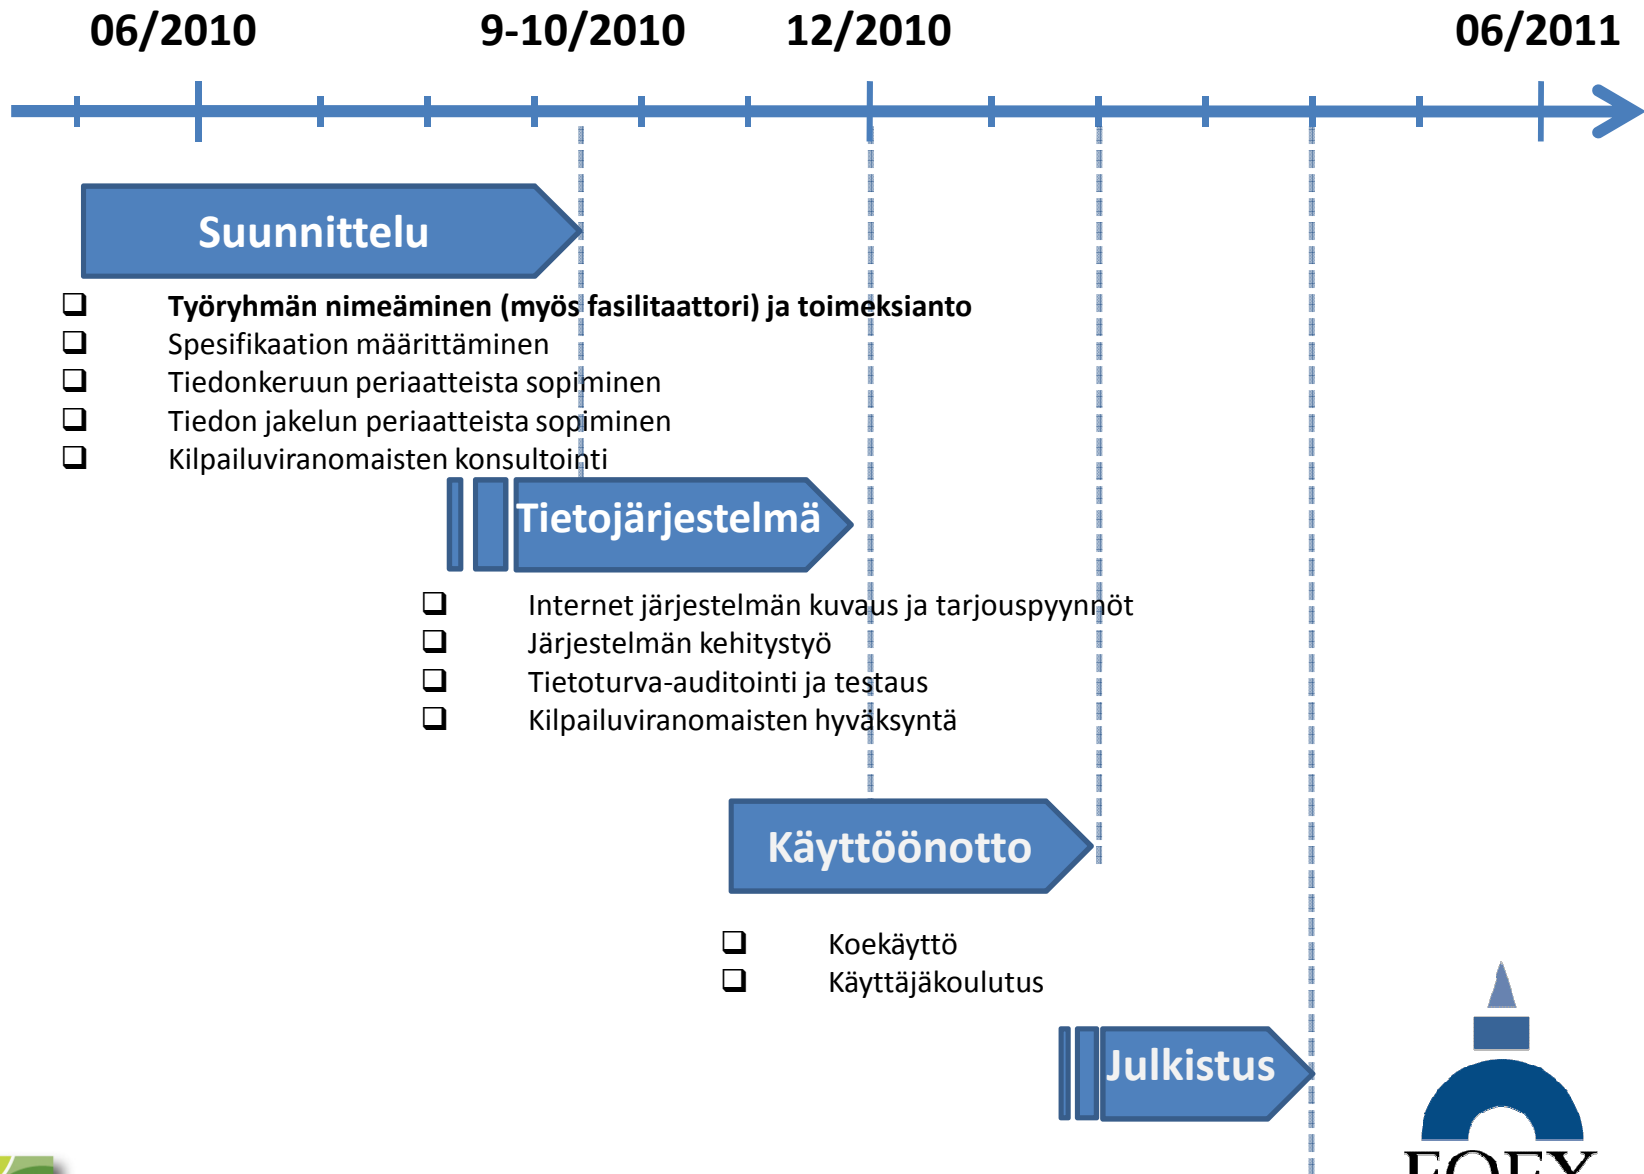 06/2010 9-10/2010 12/2010 06/2011
Suunnittelu
Työryhmän nimeäminen (myös fasilitaattori) ja toimeksianto
Spesifikaation määrittäminen
Tiedonkeruun periaatteista sopiminen
Tiedon jakelun periaatteista sopiminen
Kilpailuviranomaisten konsultointi
Tietojärjestelmä
Internet järjestelmän kuvaus ja tarjouspyynnöt
Järjestelmän kehitystyö
Tietoturva-auditointi ja testaus
Kilpailuviranomaisten hyväksyntä
Käyttöönotto
Koekäyttö
Käyttäjäkoulutus
Julkistus
FOEX